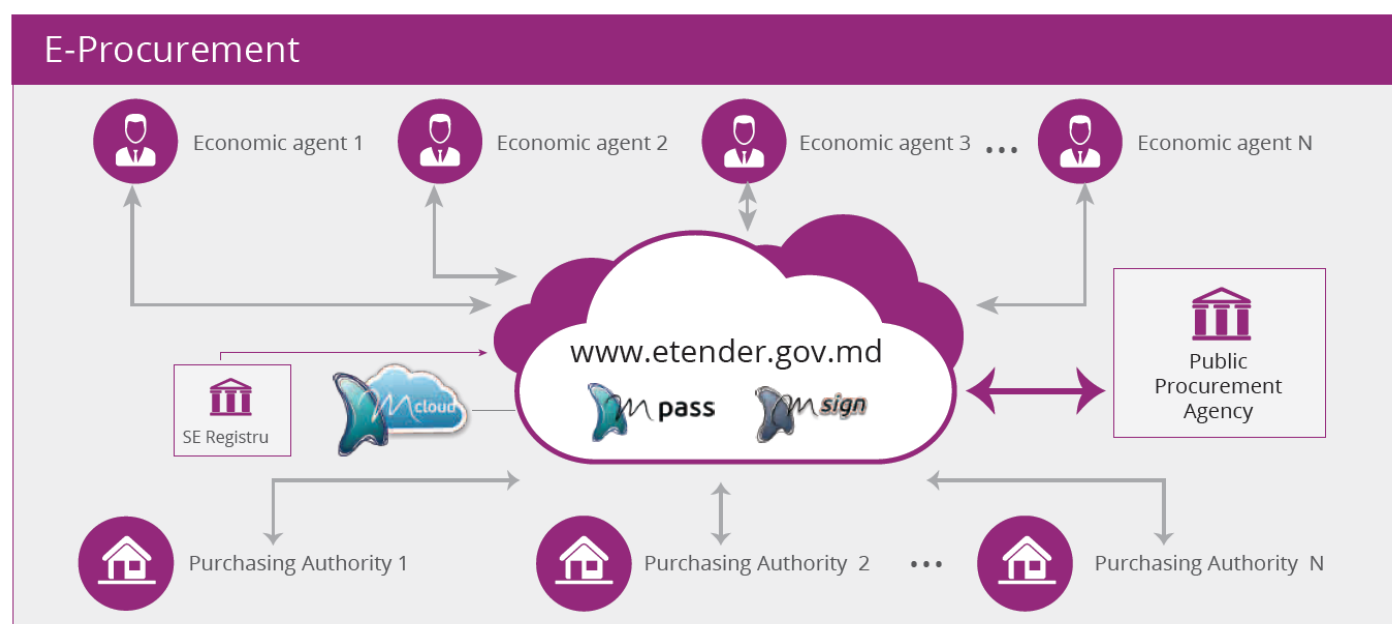 E-Procurement
Economic agent 1
Economic agent 2
Economic agent 3 ...
Economic agent N
www.etender.gov.md
M pass
M sign
M cloud
SE Registru
Public
Procurement
Agency
Purchasing Authority 1
Purchasing Authority 2 ...
Purchasing Authority N